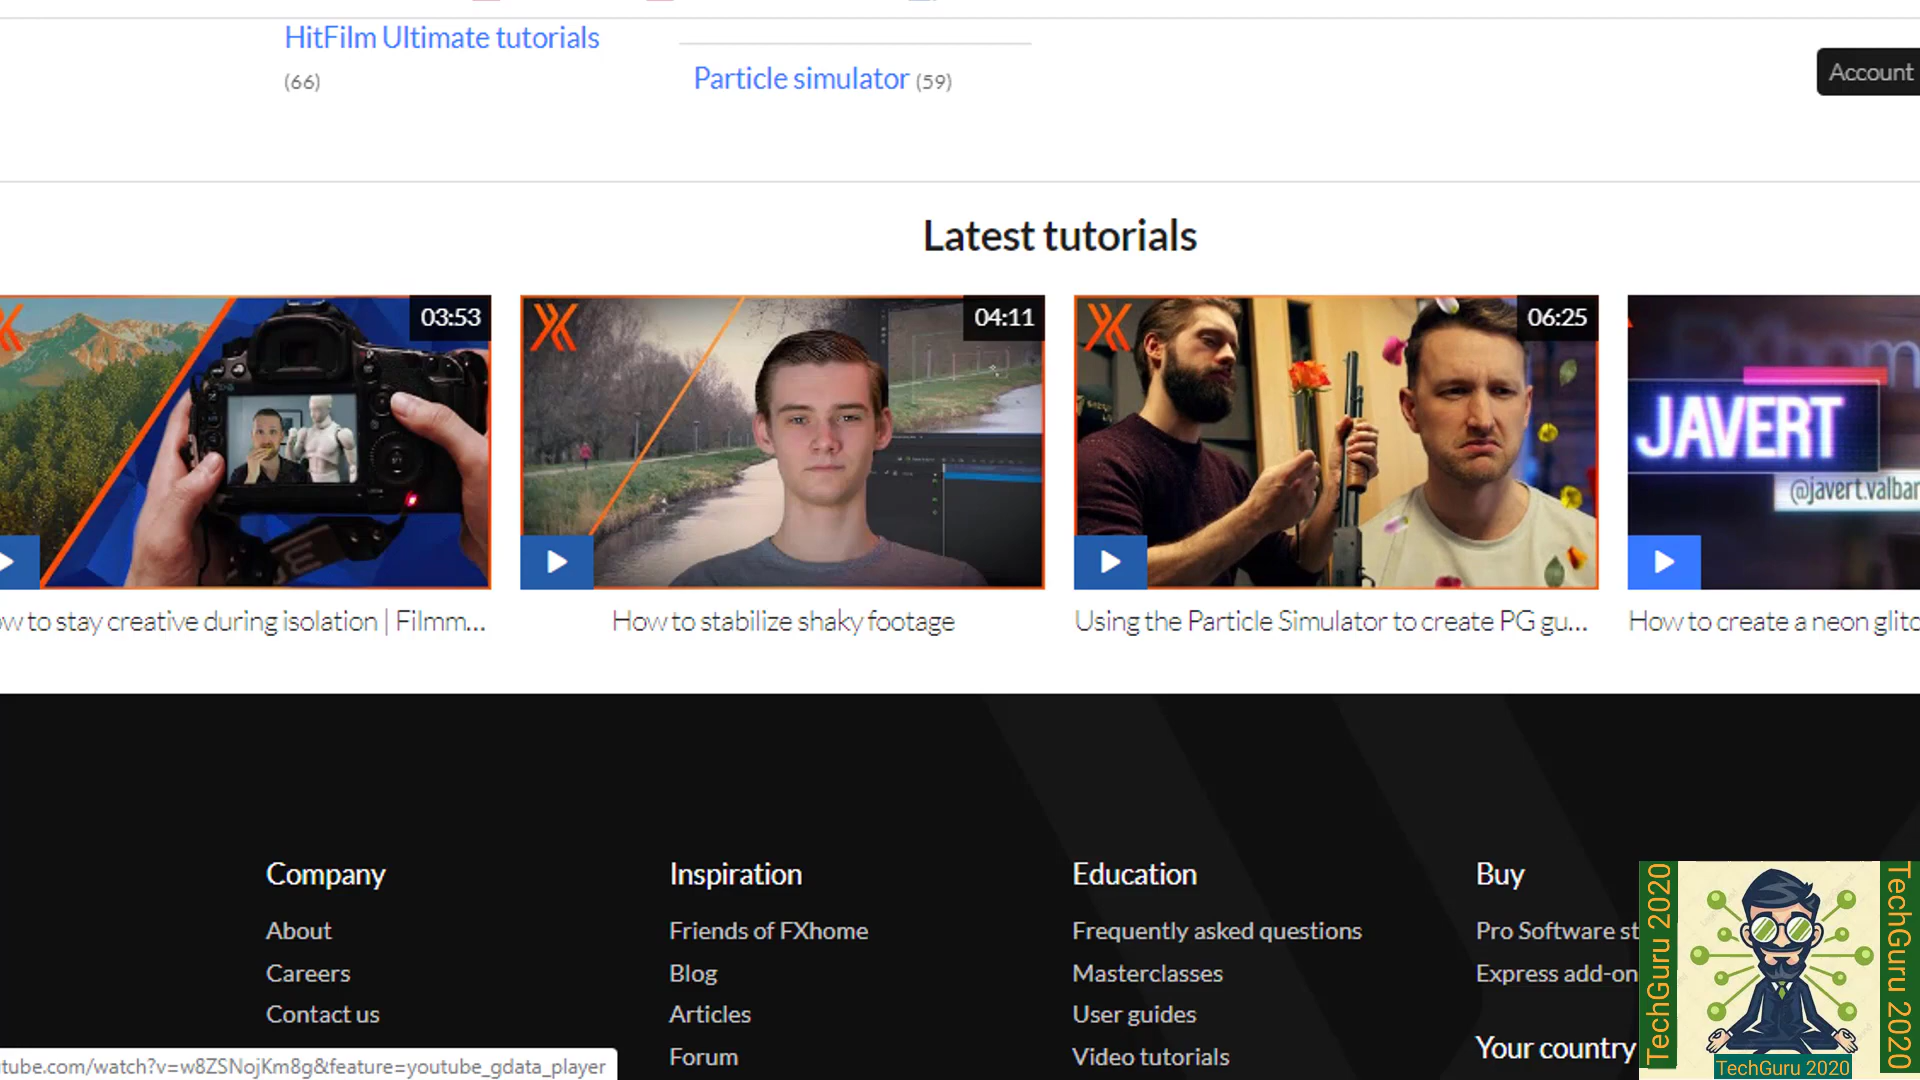 HitFilm Ultimate tutorials
(66)
Particle simulator (59)
Account
Latest tutorials
03:53
04:11
06:25
JAVERT
@javert.valbar
w to stay creative during isolation | Filmm...
How to stabilize shaky footage
Using the Particle Simulator to create PG gu...
How to create a neon glitc
Company
Inspiration
Education
Buy
About
Friends of FXhome
Frequently asked questions
Pro Software st
Careers
Blog
Masterclasses
Express add-on
Contact us
Articles
User guides
Your country
Forum
Video tutorials
tube.com/watch?v=w8ZSNojKm8g&feature=youtube_gdata_player
TechGuru 2020
TechGuru 2020
TechGuru 2020